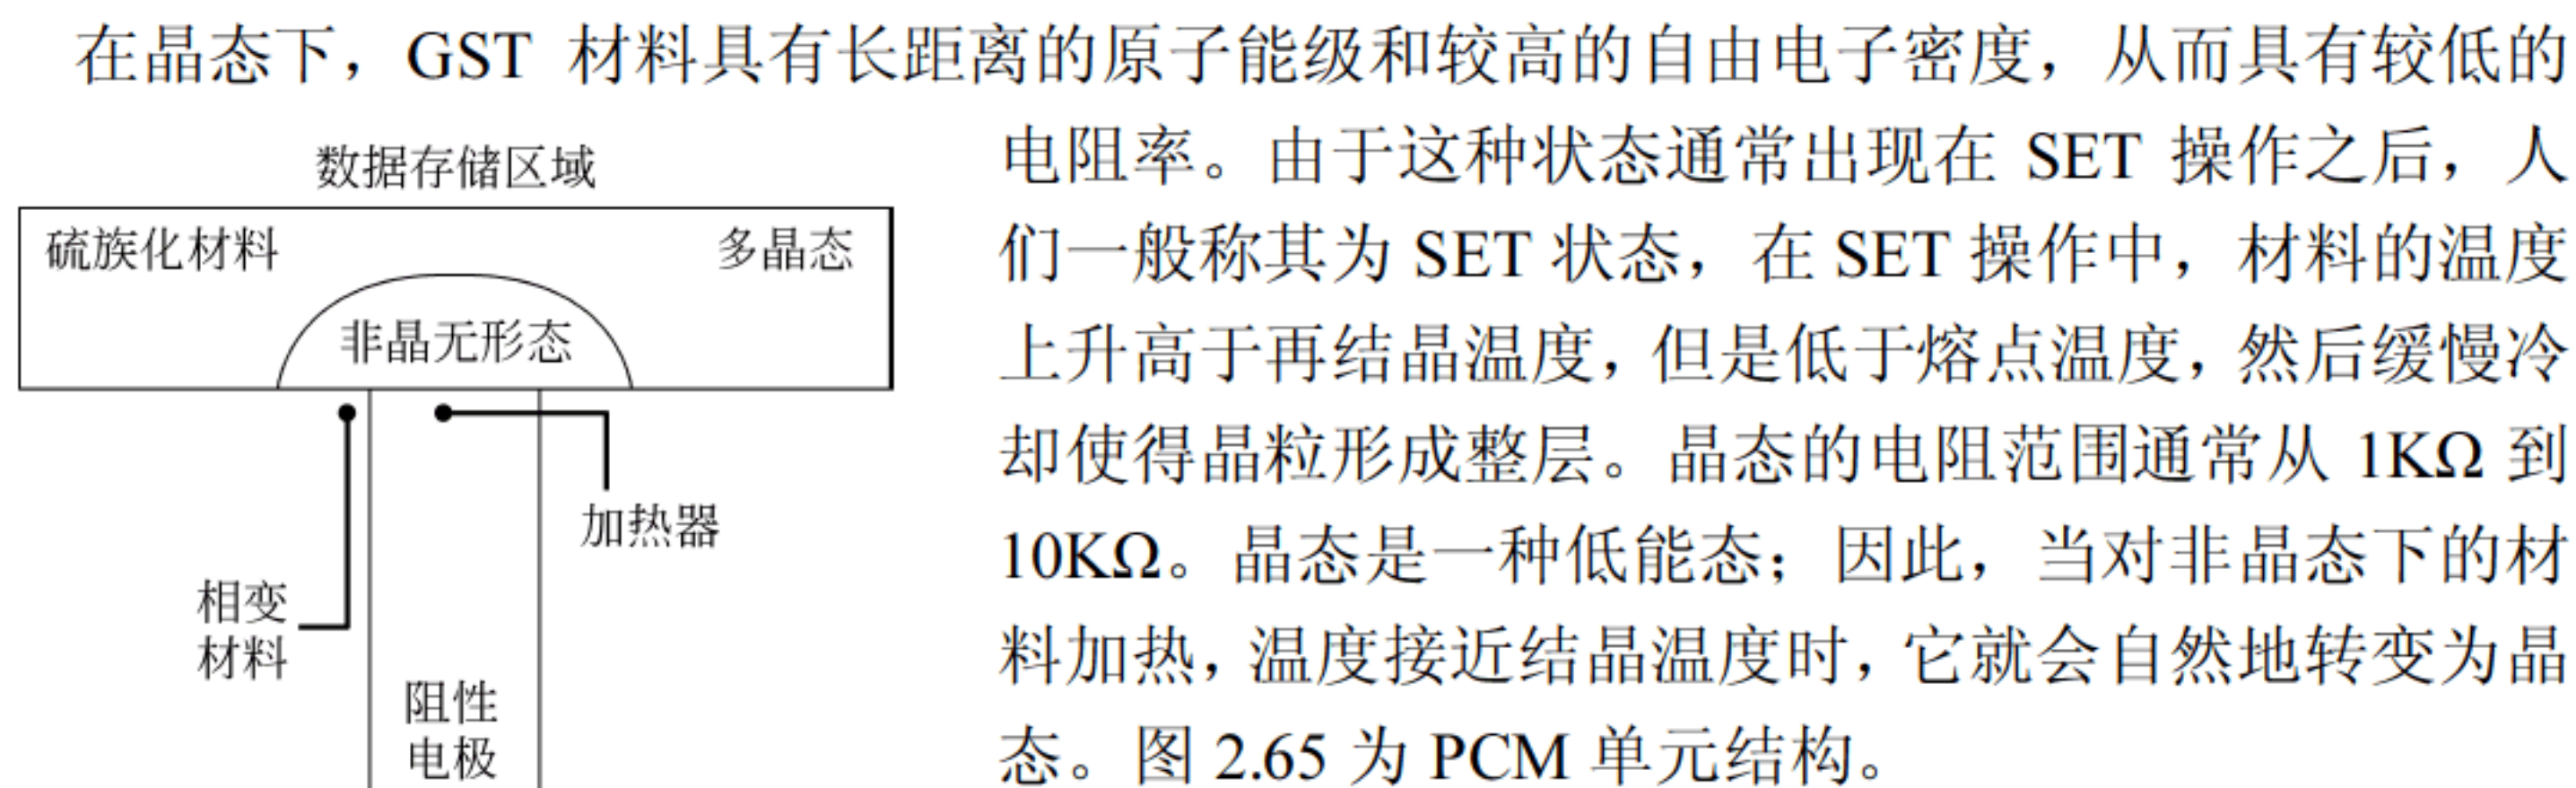 在晶态下，GST 材料具有长距离的原子能级和较高的自由电子密度，从而具有较低的
电阻率。由于这种状态通常出现在 SET 操作之后，人
们一般称其为 SET 状态，在 SET 操作中，材料的温度
上升高于再结晶温度，但是低于熔点温度，然后缓慢冷
却使得晶粒形成整层。晶态的电阻范围通常从 1KΩ 到
10KΩ。晶态是一种低能态；因此，当对非晶态下的材
料加热，温度接近结晶温度时，它就会自然地转变为晶
态。图 2.65 为 PCM 单元结构。
数据存储区域
硫族化材料
多晶态
非晶无形态
加热器
相变
材料
阻性
电极